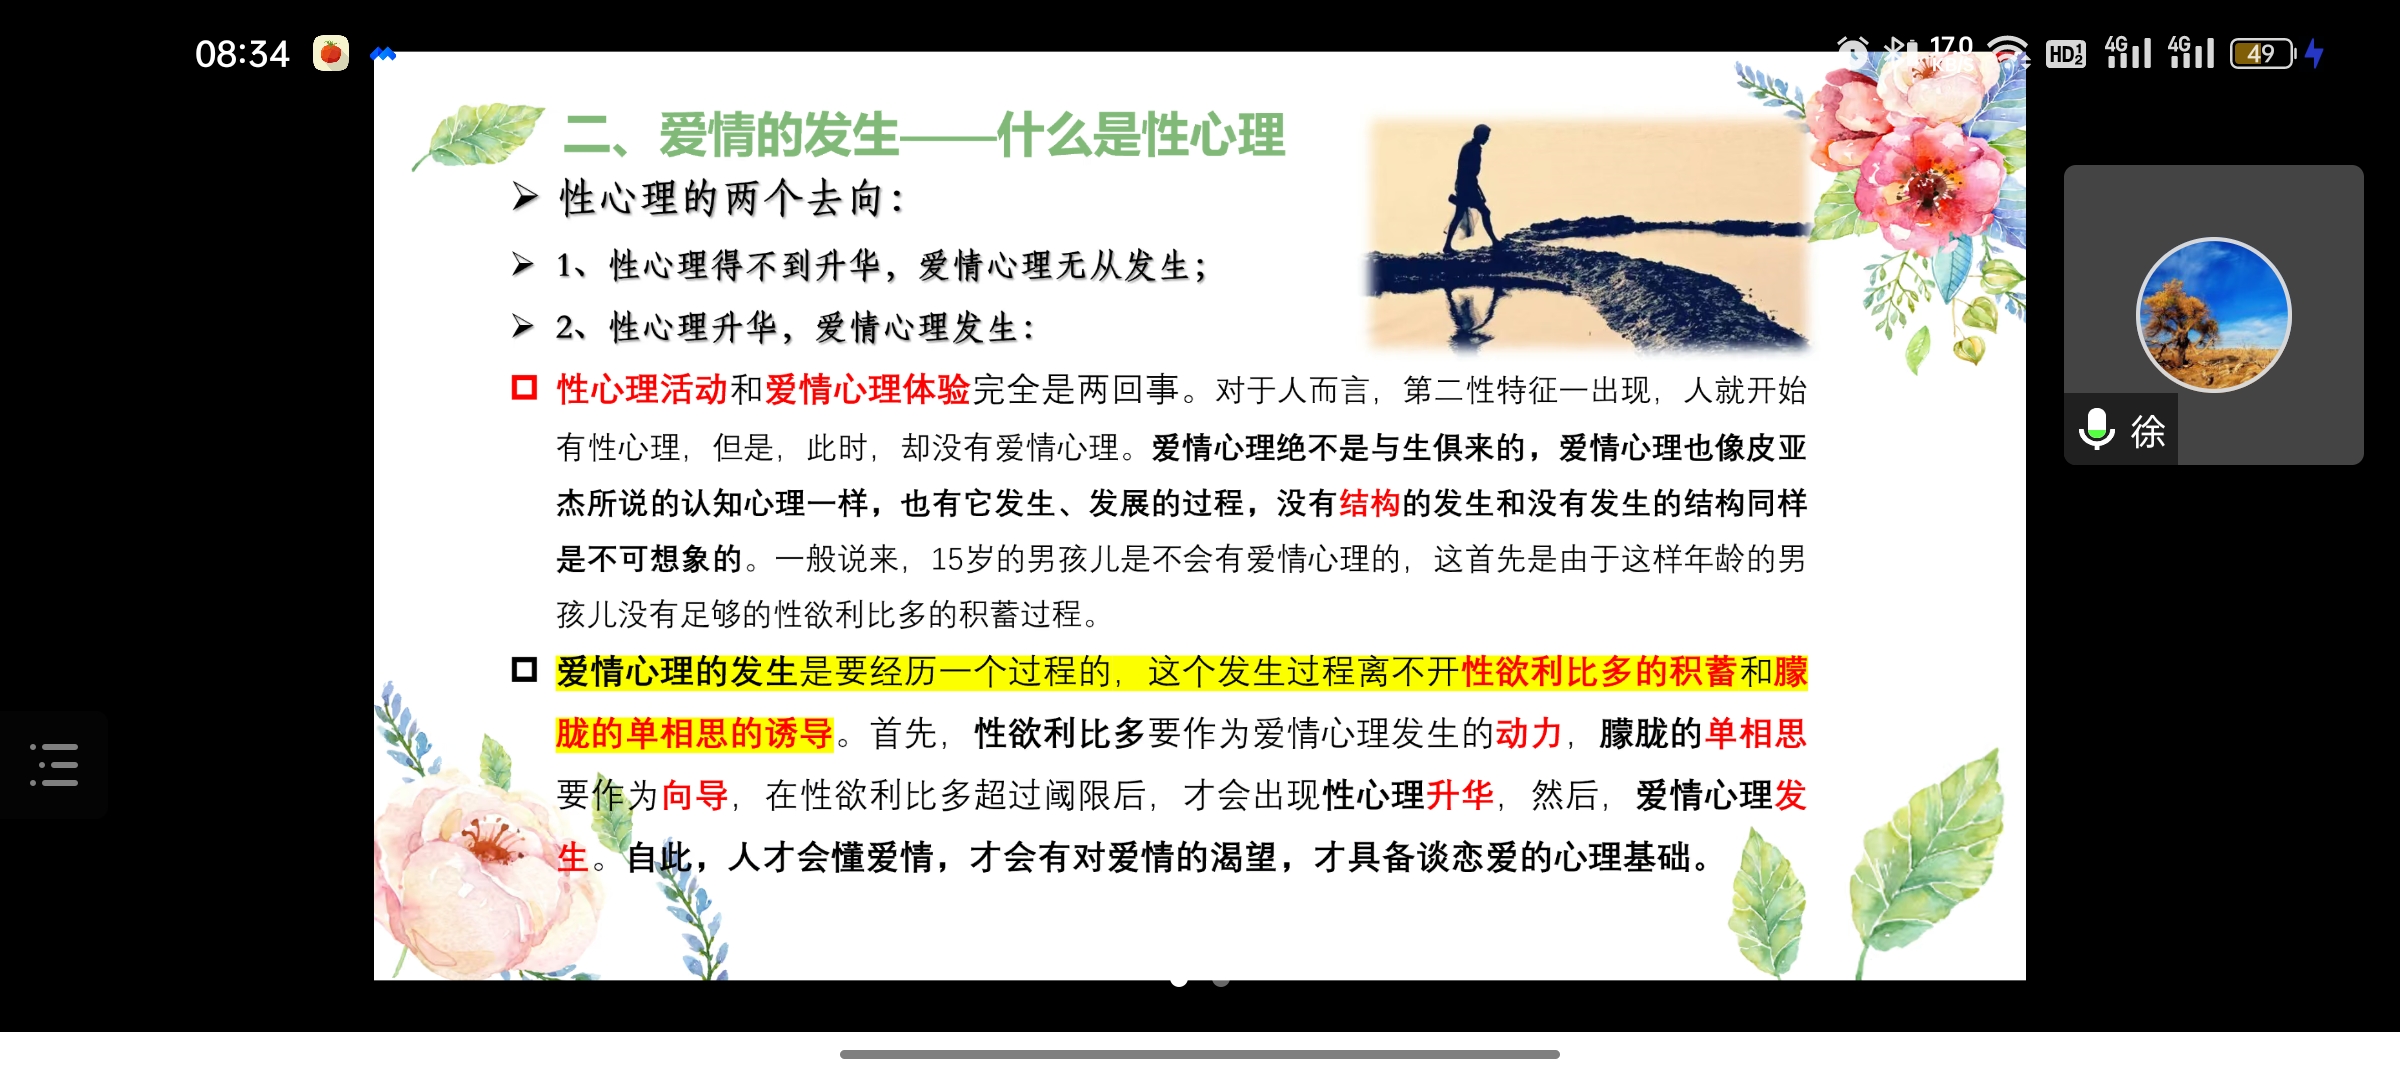 08:34
17.0
KB/S
HD 1 2
4G
4G
49
二、爱情的发生——什么是性心理
性心理的两个去向：
1、性心理得不到升华，爱情心理无从发生；
2、性心理升华，爱情心理发生：
性心理活动和爱情心理体验完全是两回事。对于人而言，第二性特征一出现，人就开始
有性心理，但是，此时，却没有爱情心理。爱情心理绝不是与生俱来的，爱情心理也像皮亚
杰所说的认知心理一样，也有它发生、发展的过程，没有结构的发生和没有发生的结构同样
是不可想象的。一般说来，15岁的男孩儿是不会有爱情心理的，这首先是由于这样年龄的男
孩儿没有足够的性欲利比多的积蓄过程。
爱情心理的发生是要经历一个过程的，这个发生过程离不开性欲利比多的积蓄和朦
胧的单相思的诱导。首先，性欲利比多要作为爱情心理发生的动力，朦胧的单相思
要作为向导，在性欲利比多超过阈限后，才会出现性心理升华，然后，爱情心理发
生。自此，人才会懂爱情，才会有对爱情的渴望，才具备谈恋爱的心理基础。
徐